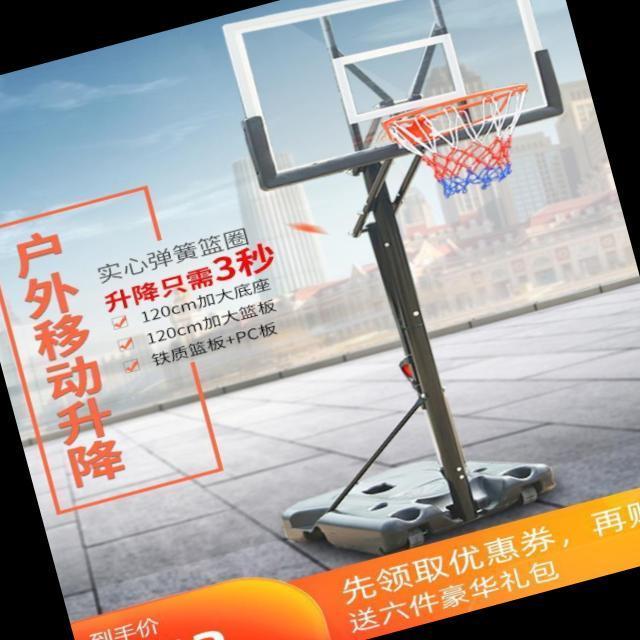 户外移动升降
实心弹簧篮圈
升降只需3秒
120cm加大底座
120cm加大篮板
铁质篮板+PC板
先领取优惠券，再购
送六件豪华礼包
到手价